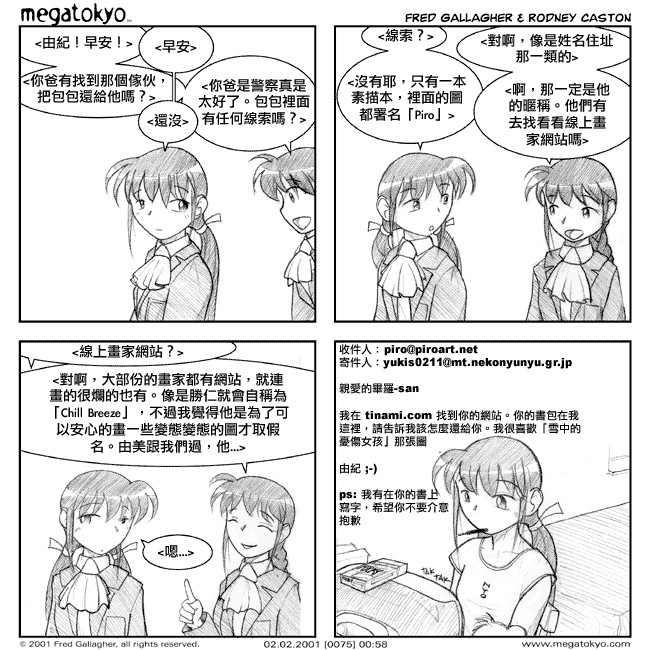 megatokyo
FRED GALLAGHER & RODNEY CASTON
<由紀！早安！>
<早安>
<你爸有找到那個傢伙，
把包包還給他嗎？>
<還沒>
<你爸是警察真是
太好了。包包裡面
有任何線索嗎？>
<線索？>
<沒有耶，只有一本
素描本，裡面的圖
都署名「Piro」>
<對啊，像是姓名住址
那一類的>
<啊，那一定是他
的暱稱。他們有
去找看看線上畫
家網站嗎>
<線上畫家網站？>
<對啊，大部份的畫家都有網站，就連
畫的很爛的也有。像是勝仁就會自稱為
「Chill Breeze」，不過我覺得他是為了可
以安心的畫一些變態變態的圖才取假
名。由美跟我們過，他...>
<嗯...>
收件人：piro@piroart.net
寄件人：yukis0211@mt.nekonyunyu.gr.jp
親愛的畢羅-san
我在 tinami.com 找到你的網站。你的書包在我
這裡，請告訴我該怎麼還給你。我很喜歡「雪中的
憂傷女孩」那張圖
由紀 ;-)
ps: 我有在你的書上
寫字，希望你不要介意
抱歉
TAK
TAK
© 2001 Fred Gallagher, all rights reserved.
02.02.2001 [0075] 00:58
www.megatokyo.com